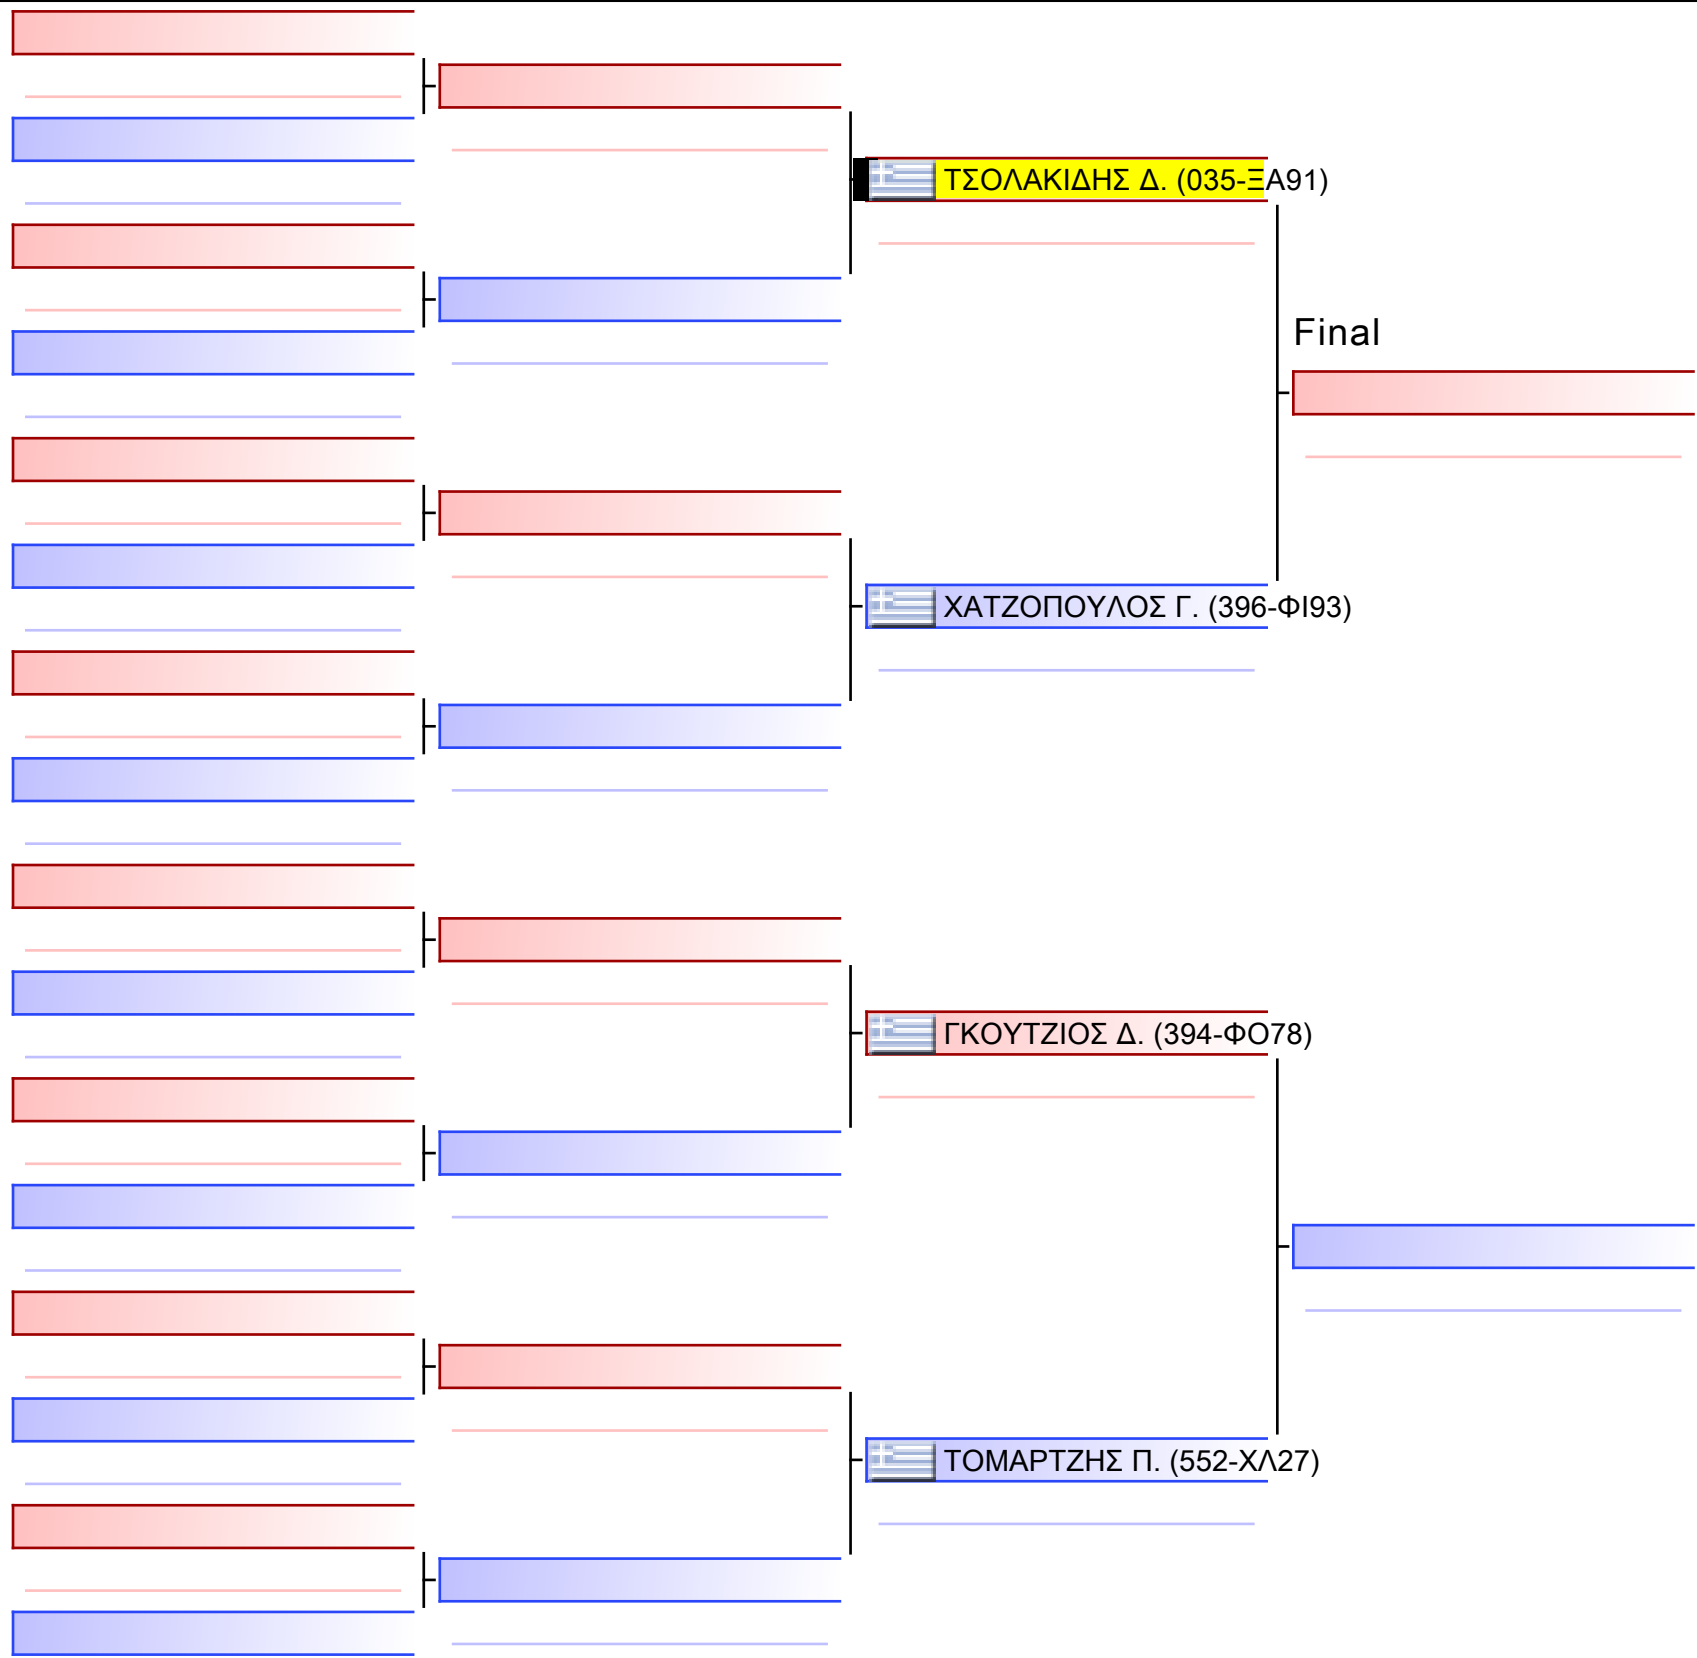 ΤΣΟΛΑΚΙΔΗΣ Δ. (035-ΞΑ91)
Final
ΧΑΤΖΟΠΟΥΛΟΣ Γ. (396-ΦΙ93)
ΓΚΟΥΤΖΙΟΣ Δ. (394-ΦΟ78)
ΤΟΜΑΡΤΖΗΣ Π. (552-ΧΛ27)